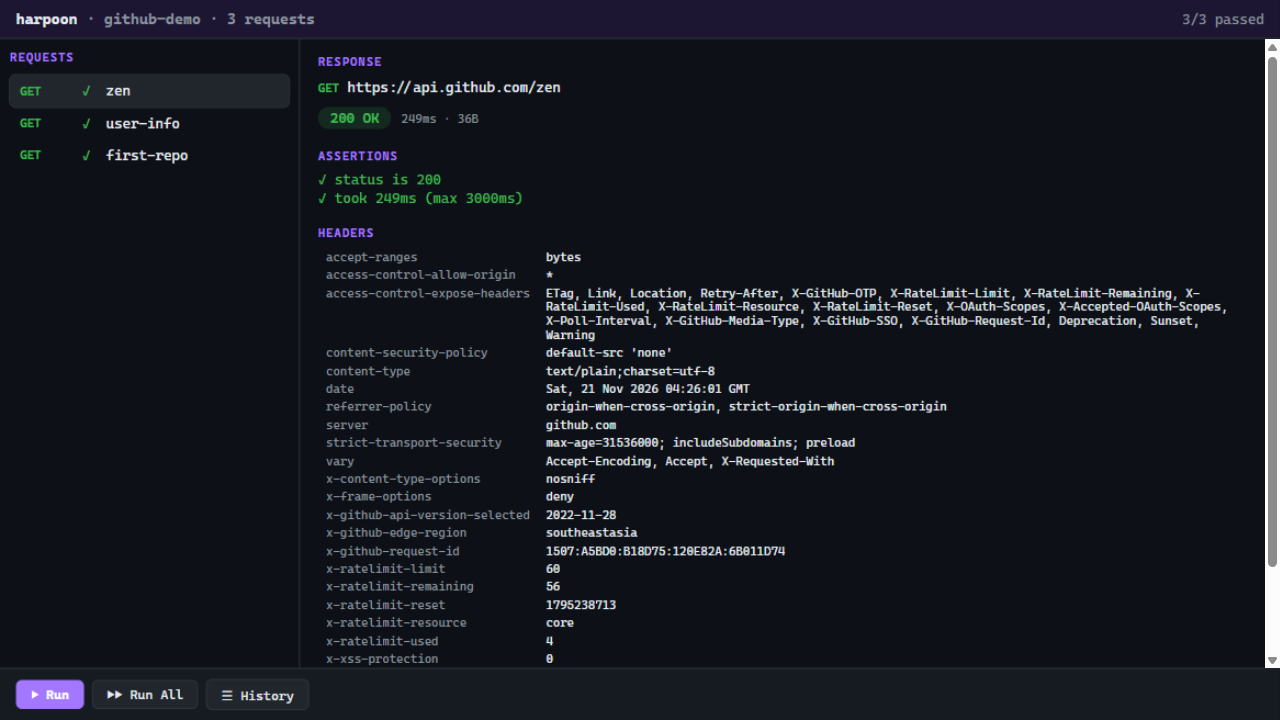 harpoon · github-demo · 3 requests
3/3 passed
REQUESTS
GET ✓ zen
GET ✓ user-info
GET ✓ first-repo
RESPONSE
GET https://api.github.com/zen
200 OK 249ms · 36B
ASSERTIONS
✓ status is 200
✓ took 249ms (max 3000ms)
HEADERS
accept-ranges bytes
access-control-allow-origin *
access-control-expose-headers ETag, Link, Location, Retry-After, X-GitHub-OTP, X-RateLimit-Limit, X-RateLimit-Remaining, X-
RateLimit-Used, X-RateLimit-Resource, X-RateLimit-Reset, X-OAuth-Scopes, X-Accepted-OAuth-Scopes,
X-Poll-Interval, X-GitHub-Media-Type, X-GitHub-SSO, X-GitHub-Request-Id, Deprecation, Sunset,
Warning
content-security-policy default-src 'none'
content-type text/plain;charset=utf-8
date Sat, 21 Nov 2026 04:26:01 GMT
referrer-policy origin-when-cross-origin, strict-origin-when-cross-origin
server github.com
strict-transport-security max-age=31536000; includeSubdomains; preload
vary Accept-Encoding, Accept, X-Requested-With
x-content-type-options nosniff
x-frame-options deny
x-github-api-version-selected 2022-11-28
x-github-edge-region southeastasia
x-github-request-id 1507:A5BD0:B18D75:120E82A:6B011D74
x-ratelimit-limit 60
x-ratelimit-remaining 56
x-ratelimit-reset 1795238713
x-ratelimit-resource core
x-ratelimit-used 4
x-xss-protection 0
Run
Run All
History